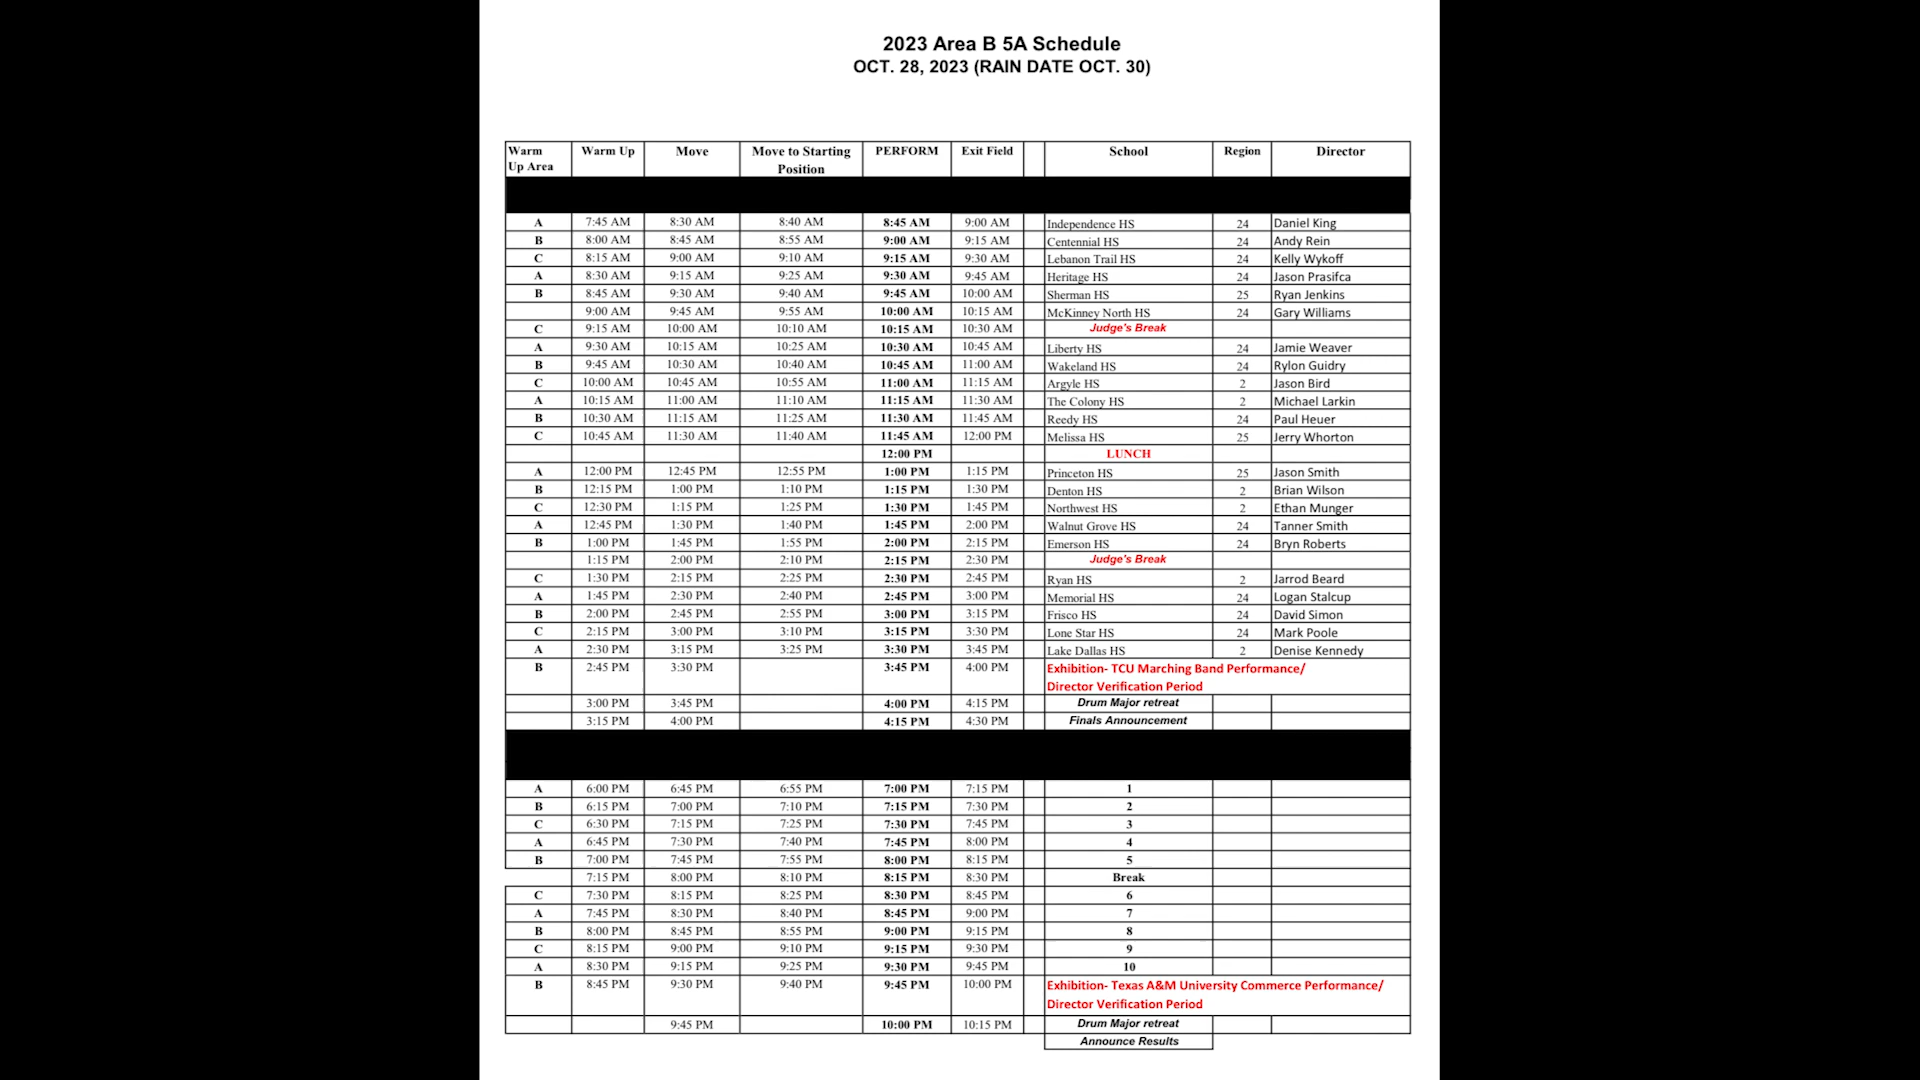 2023 Area B 5A Schedule
OCT. 28, 2023 (RAIN DATE OCT. 30)
Warm Up Area Warm Up Move Move to Starting Position PERFORM Exit Field School Region Director
A 7:45 AM 8:30 AM 8:40 AM 8:45 AM 9:00 AM Independence HS 24 Daniel King
B 8:00 AM 8:45 AM 8:55 AM 9:00 AM 9:15 AM Centennial HS 24 Andy Rein
C 8:15 AM 9:00 AM 9:10 AM 9:15 AM 9:30 AM Lebanon Trail HS 24 Kelly Wykoff
A 8:30 AM 9:15 AM 9:25 AM 9:30 AM 9:45 AM Heritage HS 24 Jason Prasifca
B 8:45 AM 9:30 AM 9:40 AM 9:45 AM 10:00 AM Sherman HS 25 Ryan Jenkins
9:00 AM 9:45 AM 9:55 AM 10:00 AM 10:15 AM McKinney North HS 24 Gary Williams
C 9:15 AM 10:00 AM 10:10 AM 10:15 AM 10:30 AM Judge's Break
A 9:30 AM 10:15 AM 10:25 AM 10:30 AM 10:45 AM Liberty HS 24 Jamie Weaver
B 9:45 AM 10:30 AM 10:40 AM 10:45 AM 11:00 AM Wakeland HS 24 Rylon Guidry
C 10:00 AM 10:45 AM 10:55 AM 11:00 AM 11:15 AM Argyle HS 2 Jason Bird
A 10:15 AM 11:00 AM 11:10 AM 11:15 AM 11:30 AM The Colony HS 2 Michael Larkin
B 10:30 AM 11:15 AM 11:25 AM 11:30 AM 11:45 AM Reedy HS 24 Paul Heuer
C 10:45 AM 11:30 AM 11:40 AM 11:45 AM 12:00 PM Melissa HS 25 Jerry Whorton
12:00 PM LUNCH
A 12:00 PM 12:45 PM 12:55 PM 1:00 PM 1:15 PM Princeton HS 25 Jason Smith
B 12:15 PM 1:00 PM 1:10 PM 1:15 PM 1:30 PM Denton HS 2 Brian Wilson
C 12:30 PM 1:15 PM 1:25 PM 1:30 PM 1:45 PM Northwest HS 2 Ethan Munger
A 12:45 PM 1:30 PM 1:40 PM 1:45 PM 2:00 PM Walnut Grove HS 24 Tanner Smith
B 1:00 PM 1:45 PM 1:55 PM 2:00 PM 2:15 PM Emerson HS 24 Bryn Roberts
1:15 PM 2:00 PM 2:10 PM 2:15 PM 2:30 PM Judge's Break
C 1:30 PM 2:15 PM 2:25 PM 2:30 PM 2:45 PM Ryan HS 2 Jarrod Beard
A 1:45 PM 2:30 PM 2:40 PM 2:45 PM 3:00 PM Memorial HS 24 Logan Stalcup
B 2:00 PM 2:45 PM 2:55 PM 3:00 PM 3:15 PM Frisco HS 24 David Simon
C 2:15 PM 3:00 PM 3:10 PM 3:15 PM 3:30 PM Lone Star HS 24 Mark Poole
A 2:30 PM 3:15 PM 3:25 PM 3:30 PM 3:45 PM Lake Dallas HS 2 Denise Kennedy
B 2:45 PM 3:30 PM 3:45 PM 4:00 PM Exhibition- TCU Marching Band Performance/
Director Verification Period
3:00 PM 3:45 PM 4:00 PM 4:15 PM Drum Major retreat
3:15 PM 4:00 PM 4:15 PM 4:30 PM Finals Announcement
A 6:00 PM 6:45 PM 6:55 PM 7:00 PM 7:15 PM 1
B 6:15 PM 7:00 PM 7:10 PM 7:15 PM 7:30 PM 2
C 6:30 PM 7:15 PM 7:25 PM 7:30 PM 7:45 PM 3
A 6:45 PM 7:30 PM 7:40 PM 7:45 PM 8:00 PM 4
B 7:00 PM 7:45 PM 7:55 PM 8:00 PM 8:15 PM 5
7:15 PM 8:00 PM 8:10 PM 8:15 PM 8:30 PM Break
C 7:30 PM 8:15 PM 8:25 PM 8:30 PM 8:45 PM 6
A 7:45 PM 8:30 PM 8:40 PM 8:45 PM 9:00 PM 7
B 8:00 PM 8:45 PM 8:55 PM 9:00 PM 9:15 PM 8
C 8:15 PM 9:00 PM 9:10 PM 9:15 PM 9:30 PM 9
A 8:30 PM 9:15 PM 9:25 PM 9:30 PM 9:45 PM 10
B 8:45 PM 9:30 PM 9:40 PM 9:45 PM 10:00 PM Exhibition- Texas A&M University Commerce Performance/
Director Verification Period
9:45 PM 10:00 PM 10:15 PM Drum Major retreat
Announce Results